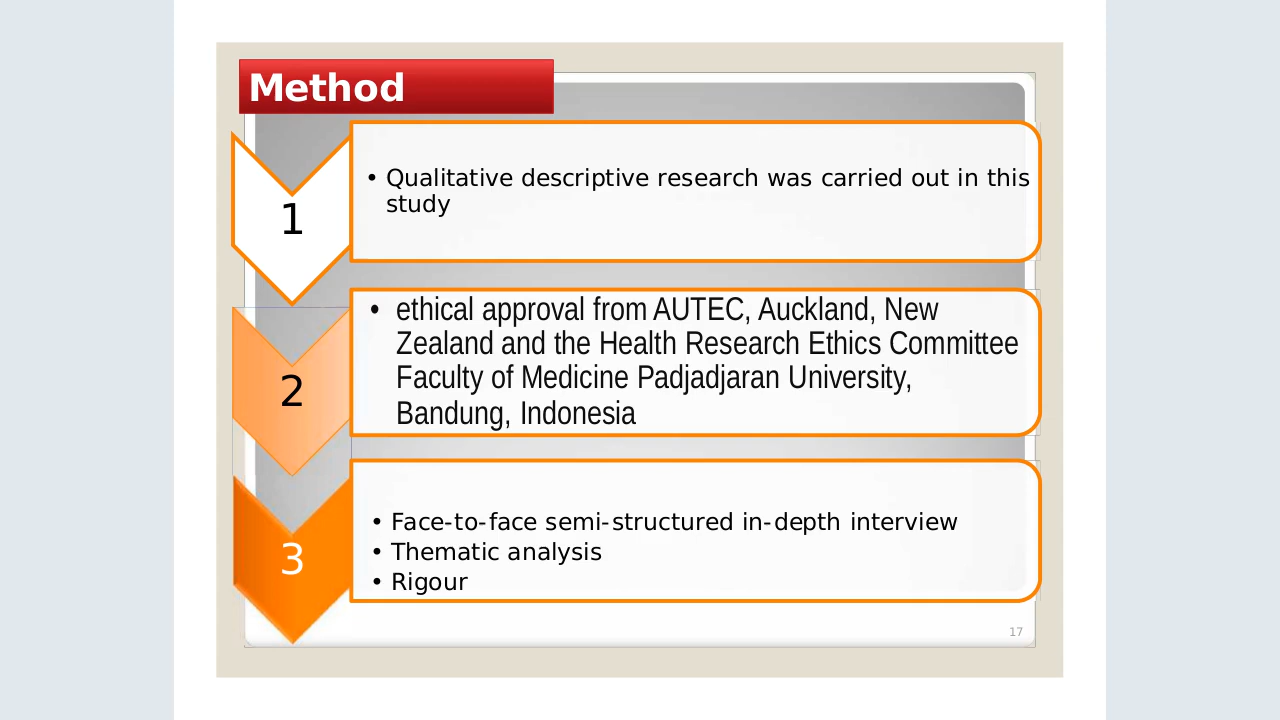 Method
1
• Qualitative descriptive research was carried out in this
study
2
• ethical approval from AUTEC, Auckland, New
Zealand and the Health Research Ethics Committee
Faculty of Medicine Padjadjaran University,
Bandung, Indonesia
3
• Face-to-face semi-structured in-depth interview
• Thematic analysis
• Rigour
17